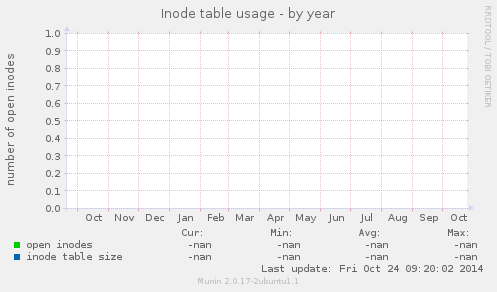 Inode table usage - by year
RRDTOOL / TOBI OETIKER
number of open inodes
1.0
0.9
0.8
0.7
0.6
0.5
0.4
0.3
0.2
0.1
0.0
Oct Nov Dec Jan Feb Mar Apr May Jun Jul Aug Sep Oct
Cur: Min: Avg: Max:
open inodes -nan -nan -nan -nan
inode table size -nan -nan -nan -nan
Last update: Fri Oct 24 09:20:02 2014
Munin 2.0.17-2ubuntu1.1